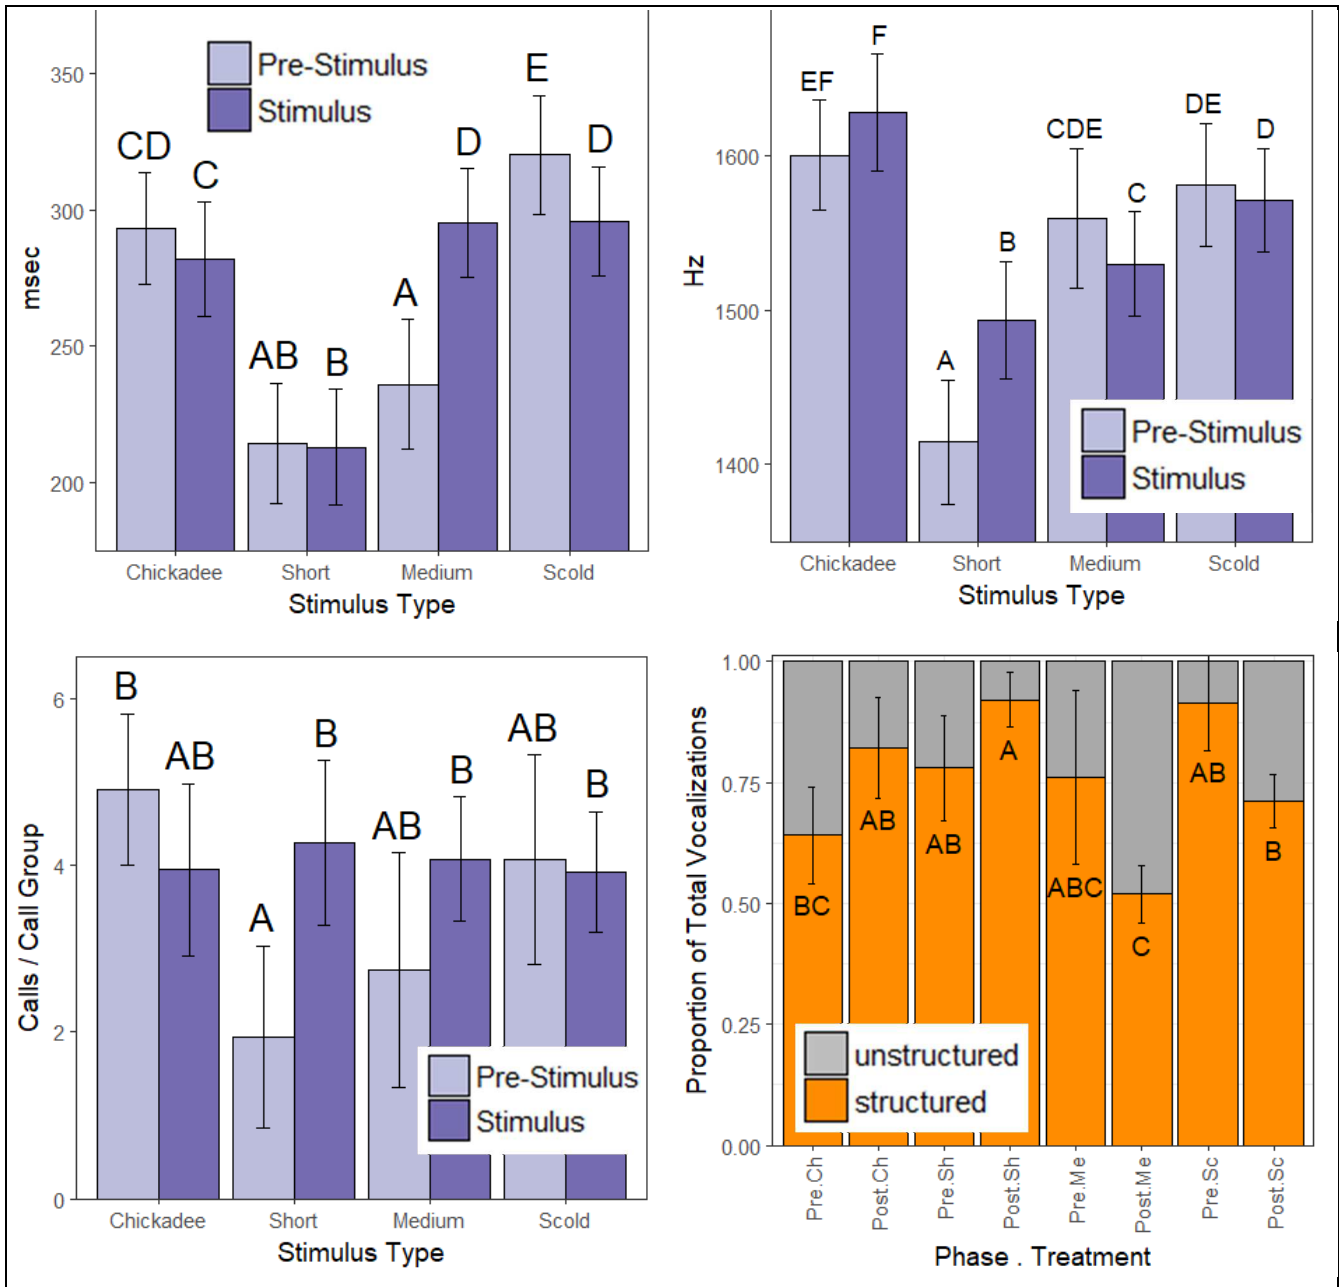 Pre-Stimulus
Stimulus
350
300
250
200
msec
CD
C
AB
B
A
D
E
D
Chickadee Short Medium Scold
Stimulus Type
1600
1500
1400
Hz
EF
F
A
B
CDE
C
DE
D
Pre-Stimulus
Stimulus
Chickadee Short Medium Scold
Stimulus Type
6
4
2
0
Calls / Call Group
B
AB
A
B
AB
B
AB
B
Pre-Stimulus
Stimulus
Chickadee Short Medium Scold
Stimulus Type
1.00
0.75
0.50
0.25
0.00
Proportion of Total Vocalizations
BC
AB
AB
A
ABC
C
AB
B
unstructured
structured
Pre.Ch
Post.Ch
Pre.Sh
Post.Sh
Pre.Me
Post.Me
Pre.Sc
Post.Sc
Phase . Treatment